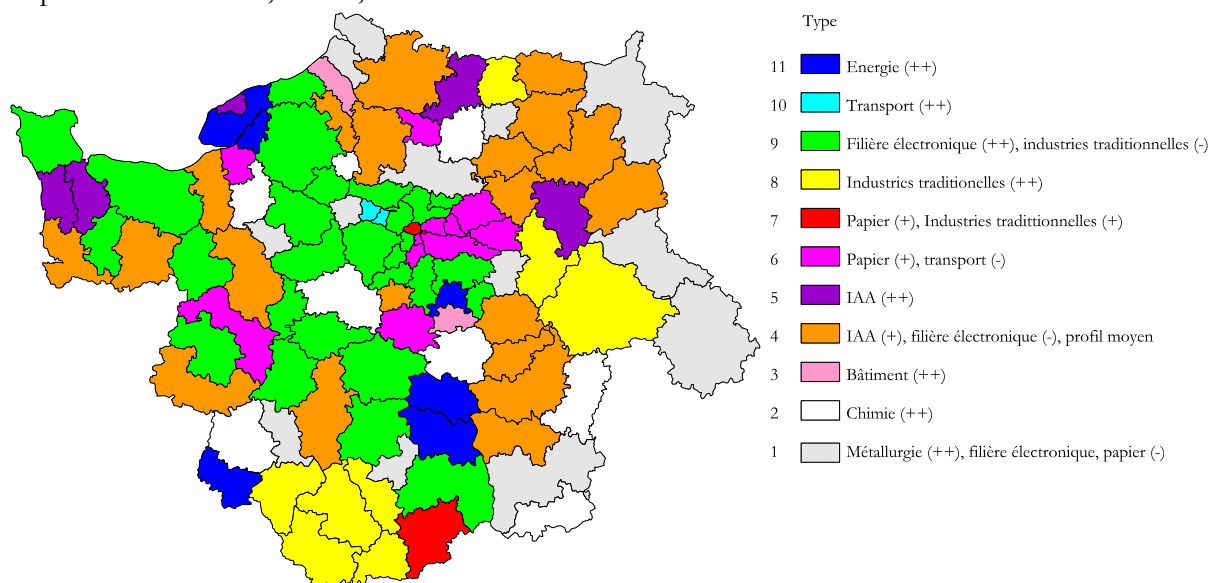 Type
11 Energie (++)
10 Transport (++)
9 Filière électronique (++), industries traditionnelles (-)
8 Industries traditionelles (++)
7 Papier (+), Industries tradittionnelles (+)
6 Papier (+), transport (-)
5 IAA (++)
4 IAA (+), filière électronique (-), profil moyen
3 Bâtiment (++)
2 Chimie (++)
1 Métallurgie (++), filière électronique, papier (-)